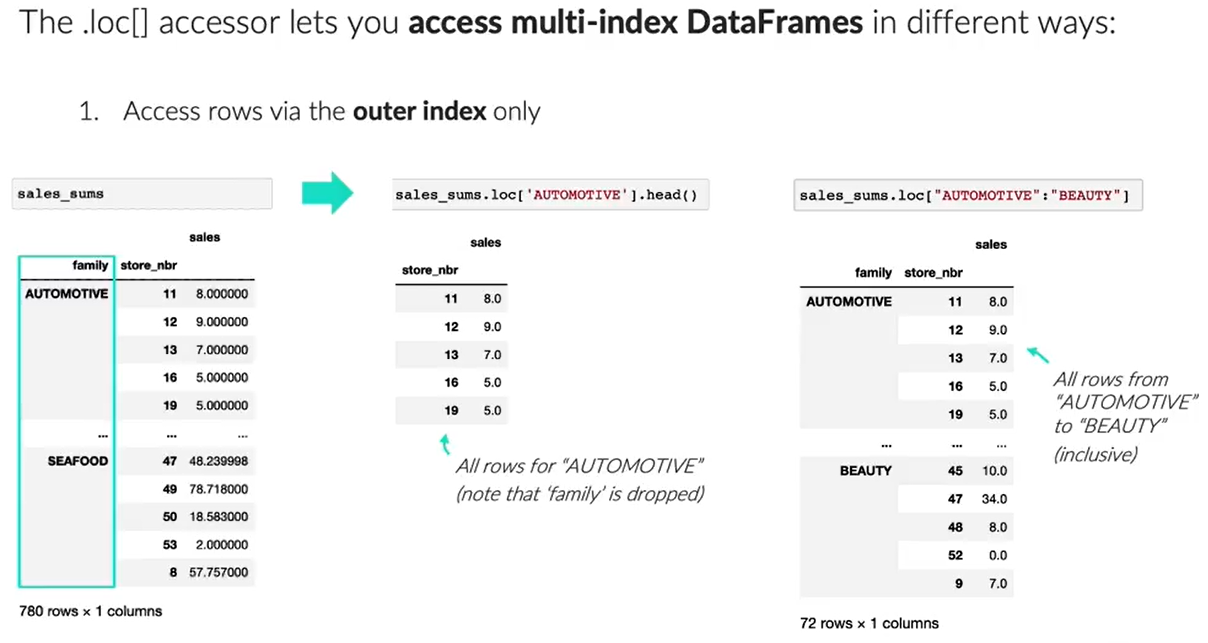 The .loc[] accessor lets you access multi-index DataFrames in different ways:
1. Access rows via the outer index only
sales_sums
sales
family store_nbr
AUTOMOTIVE 11 8.000000
12 9.000000
13 7.000000
16 5.000000
19 5.000000
... ... ...
SEAFOOD 47 48.239998
49 78.718000
50 18.583000
53 2.000000
8 57.757000
780 rows × 1 columns
sales_sums.loc['AUTOMOTIVE'].head()
sales
store_nbr
11 8.0
12 9.0
13 7.0
16 5.0
19 5.0
All rows for “AUTOMOTIVE”
(note that ‘family’ is dropped)
sales_sums.loc["AUTOMOTIVE":"BEAUTY"]
sales
family store_nbr
AUTOMOTIVE 11 8.0
12 9.0
13 7.0
16 5.0
19 5.0
... ... ...
BEAUTY 45 10.0
47 34.0
48 8.0
52 0.0
9 7.0
72 rows × 1 columns
All rows from
“AUTOMOTIVE”
to “BEAUTY”
(inclusive)